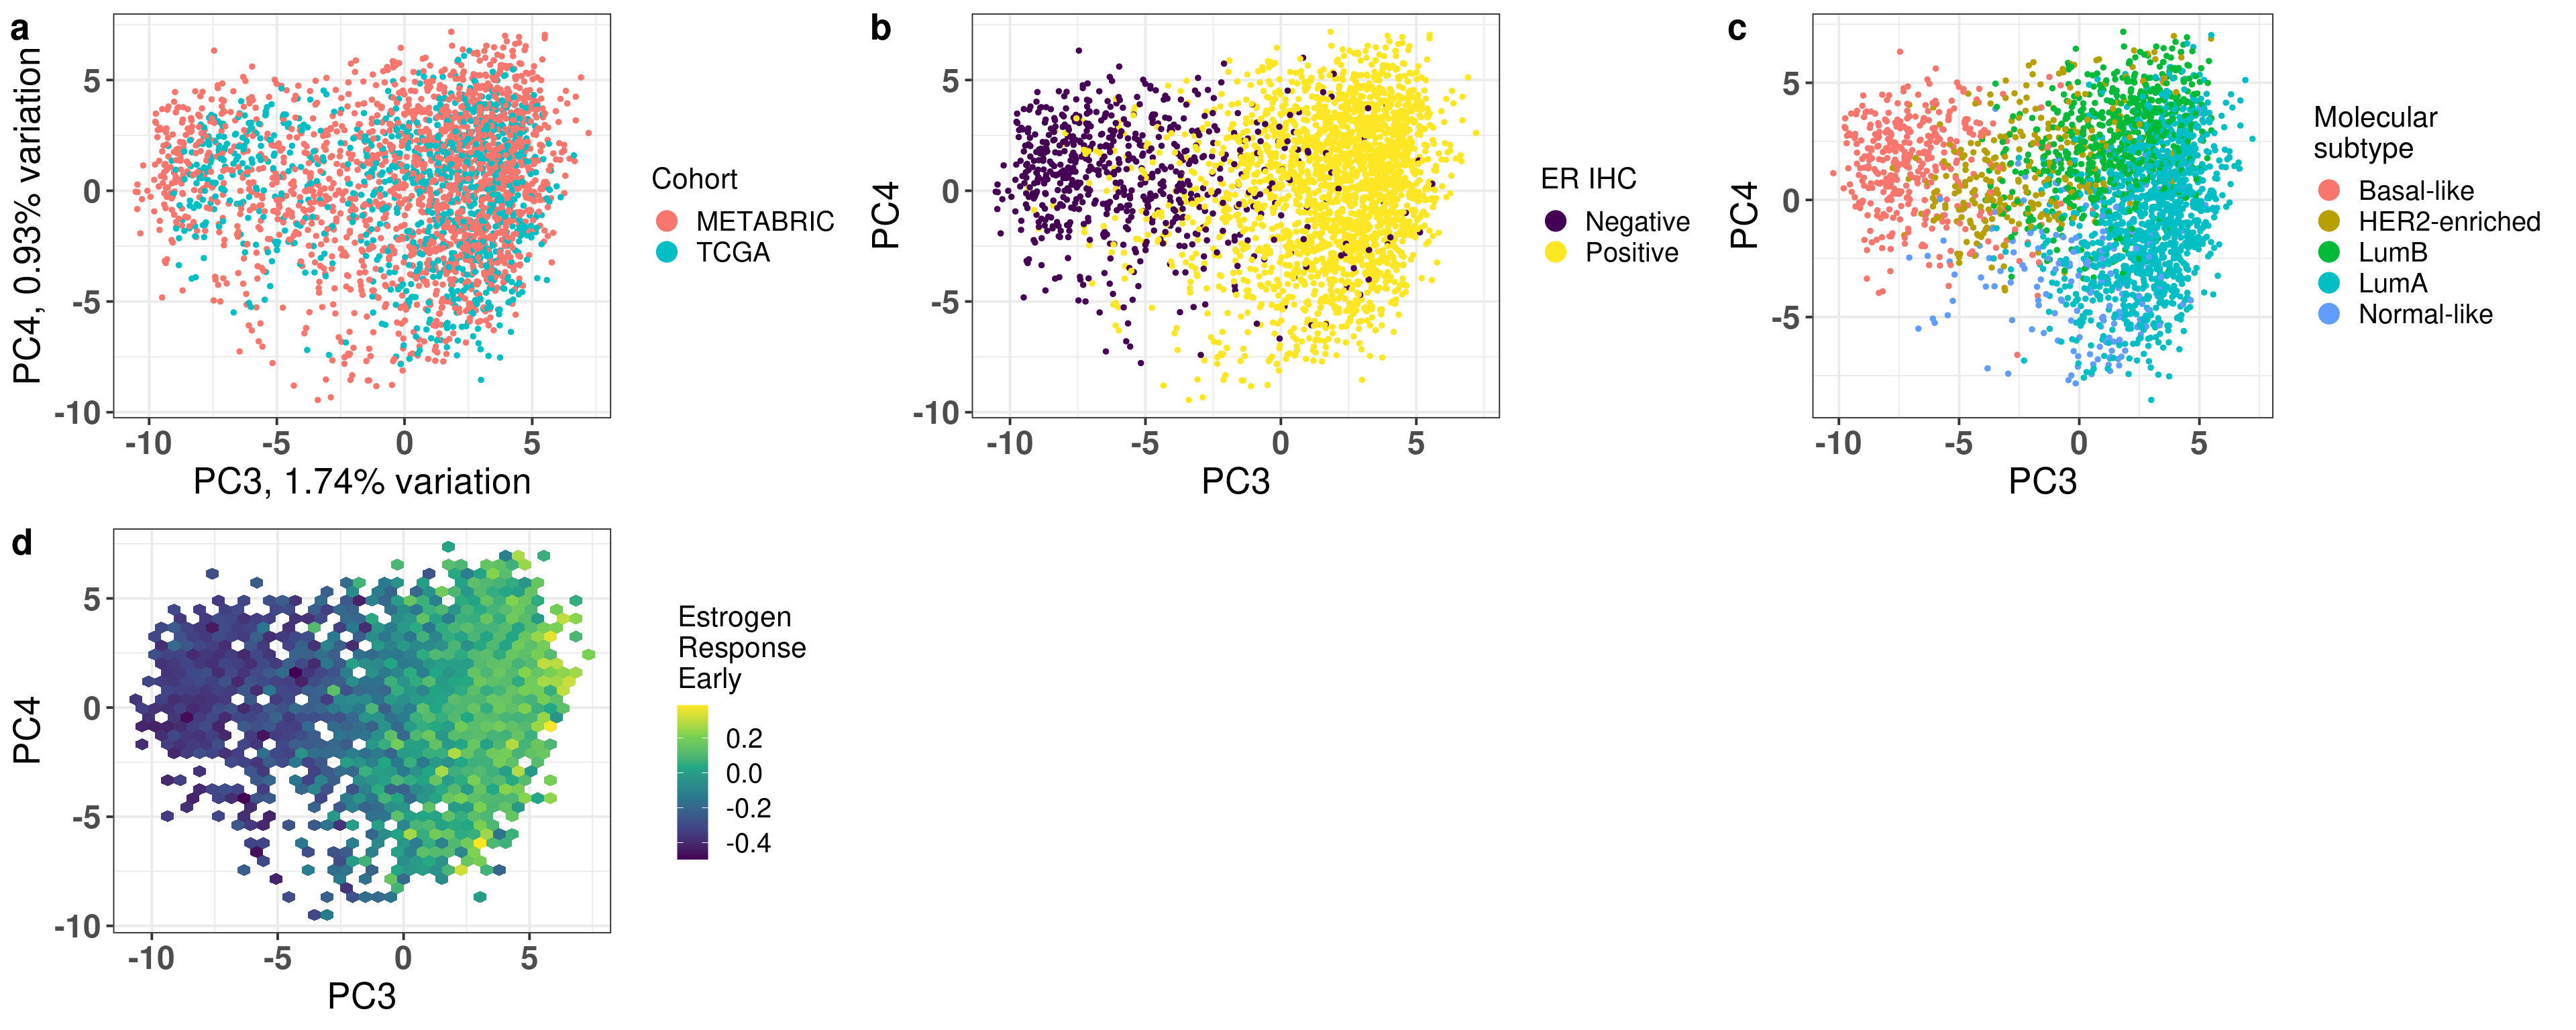 a
PC4, 0.93% variation
5
0
-5
-10
-10
-5
0
5
PC3, 1.74% variation
Cohort
METABRIC
TCGA
b
PC4
5
0
-5
-10
-10
-5
0
5
PC3
ER IHC
Negative
Positive
c
PC4
5
0
-5
-10
-5
0
5
PC3
Molecular
subtype
Basal-like
HER2-enriched
LumB
LumA
Normal-like
d
PC4
5
0
-5
-10
-10
-5
0
5
PC3
Estrogen
Response
Early
0.2
0.0
-0.2
-0.4